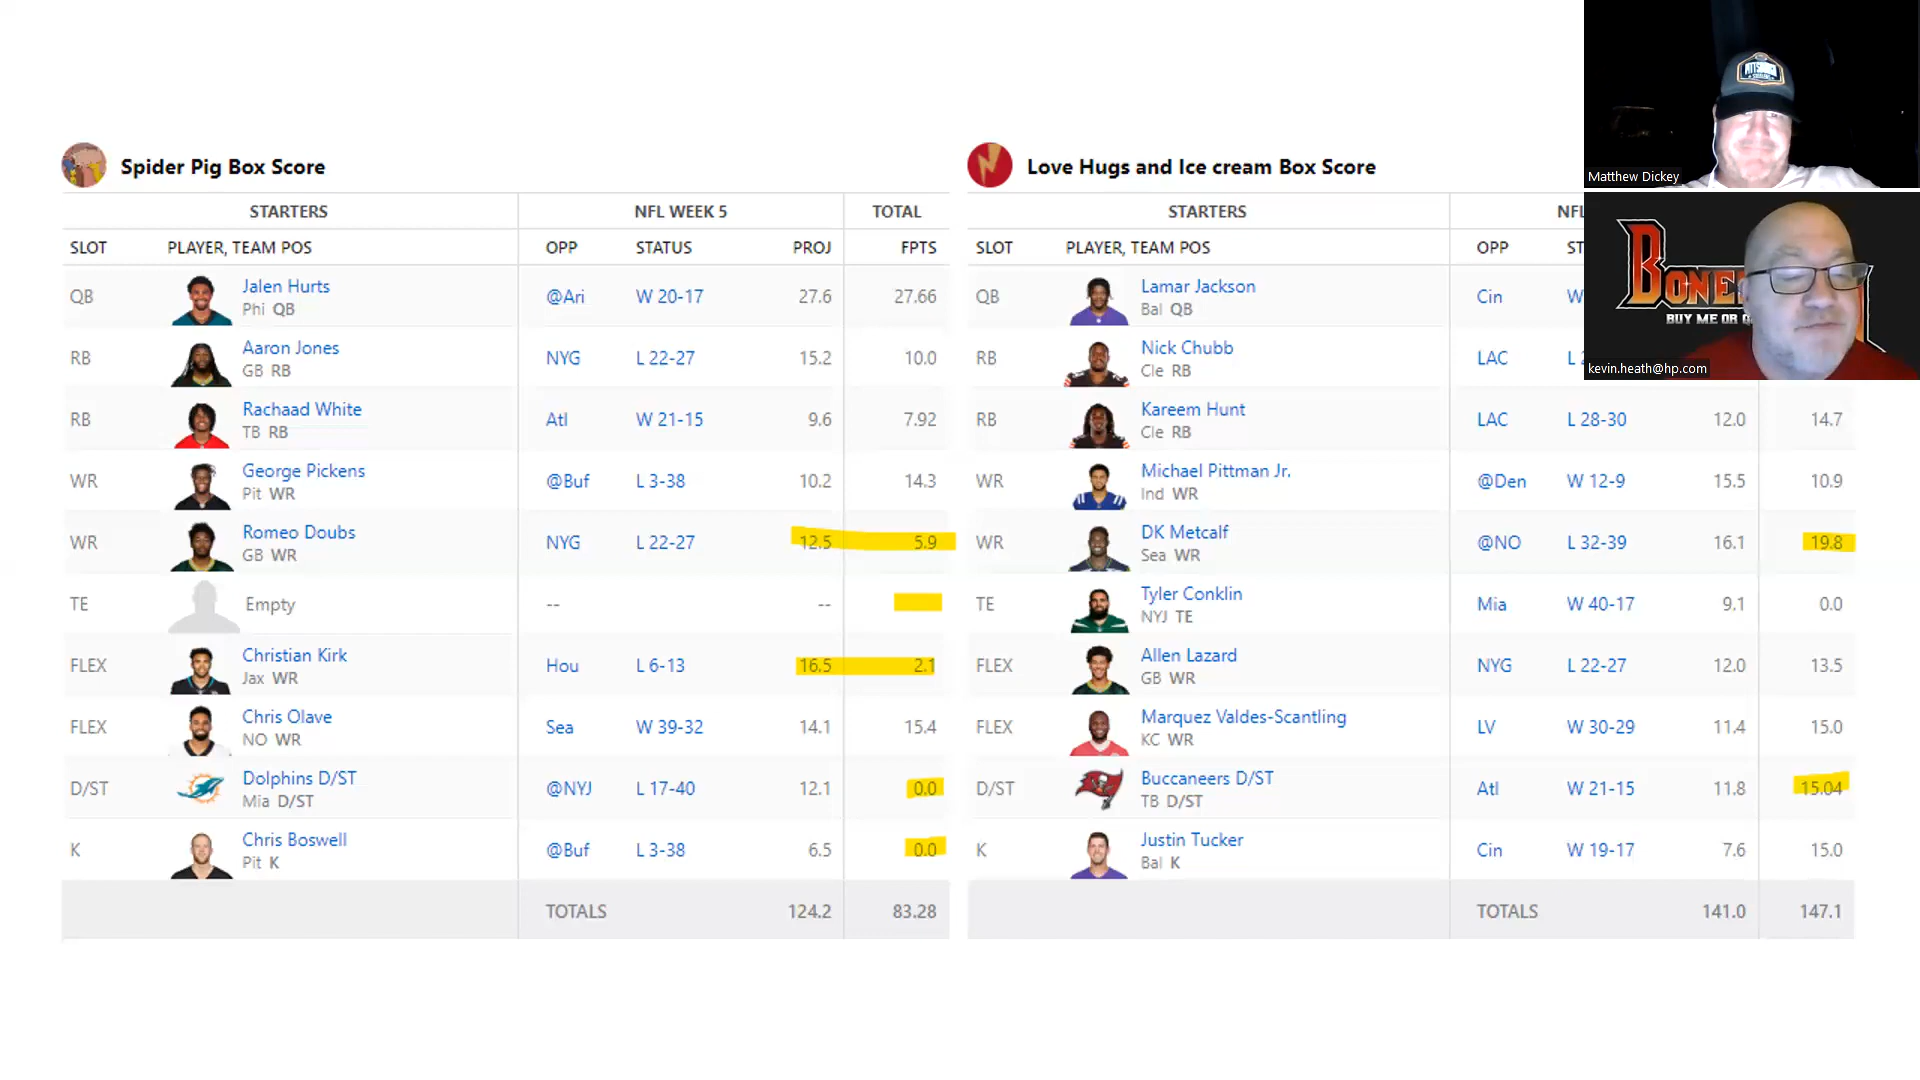 Spider Pig Box Score
STARTERS NFL WEEK 5 TOTAL
SLOT PLAYER, TEAM POS OPP STATUS PROJ FPTS
QB Jalen Hurts @Ari W 20-17 27.6 27.66
Phi QB
RB Aaron Jones NYG L 22-27 15.2 10.0
GB RB
RB Rachaad White Atl W 21-15 9.6 7.92
TB RB
WR George Pickens @Buf L 3-38 10.2 14.3
Pit WR
WR Romeo Doubs NYG L 22-27 12.5 5.9
GB WR
TE Empty -- --
FLEX Christian Kirk Hou L 6-13 16.5 2.1
Jax WR
FLEX Chris Olave Sea W 39-32 14.1 15.4
NO WR
D/ST Dolphins D/ST @NYJ L 17-40 12.1 0.0
Mia D/ST
K Chris Boswell @Buf L 3-38 6.5 0.0
Pit K
TOTALS 124.2 83.28
Love Hugs and Ice cream Box Score
STARTERS NFL
SLOT PLAYER, TEAM POS OPP ST
QB Lamar Jackson Cin W
Bal QB
RB Nick Chubb LAC L
Cle RB
RB Kareem Hunt LAC L 28-30 12.0 14.7
Cle RB
WR Michael Pittman Jr. @Den W 12-9 15.5 10.9
Ind WR
WR DK Metcalf @NO L 32-39 16.1 19.8
Sea WR
TE Tyler Conklin Mia W 40-17 9.1 0.0
NYJ TE
FLEX Allen Lazard NYG L 22-27 12.0 13.5
GB WR
FLEX Marquez Valdes-Scantling LV W 30-29 11.4 15.0
KC WR
D/ST Buccaneers D/ST Atl W 21-15 11.8 15.04
TB D/ST
K Justin Tucker Cin W 19-17 7.6 15.0
Bal K
TOTALS 141.0 147.1
PITTSBURGH
Matthew Dickey
BONE
BUY ME OR
kevin.heath@hp.com